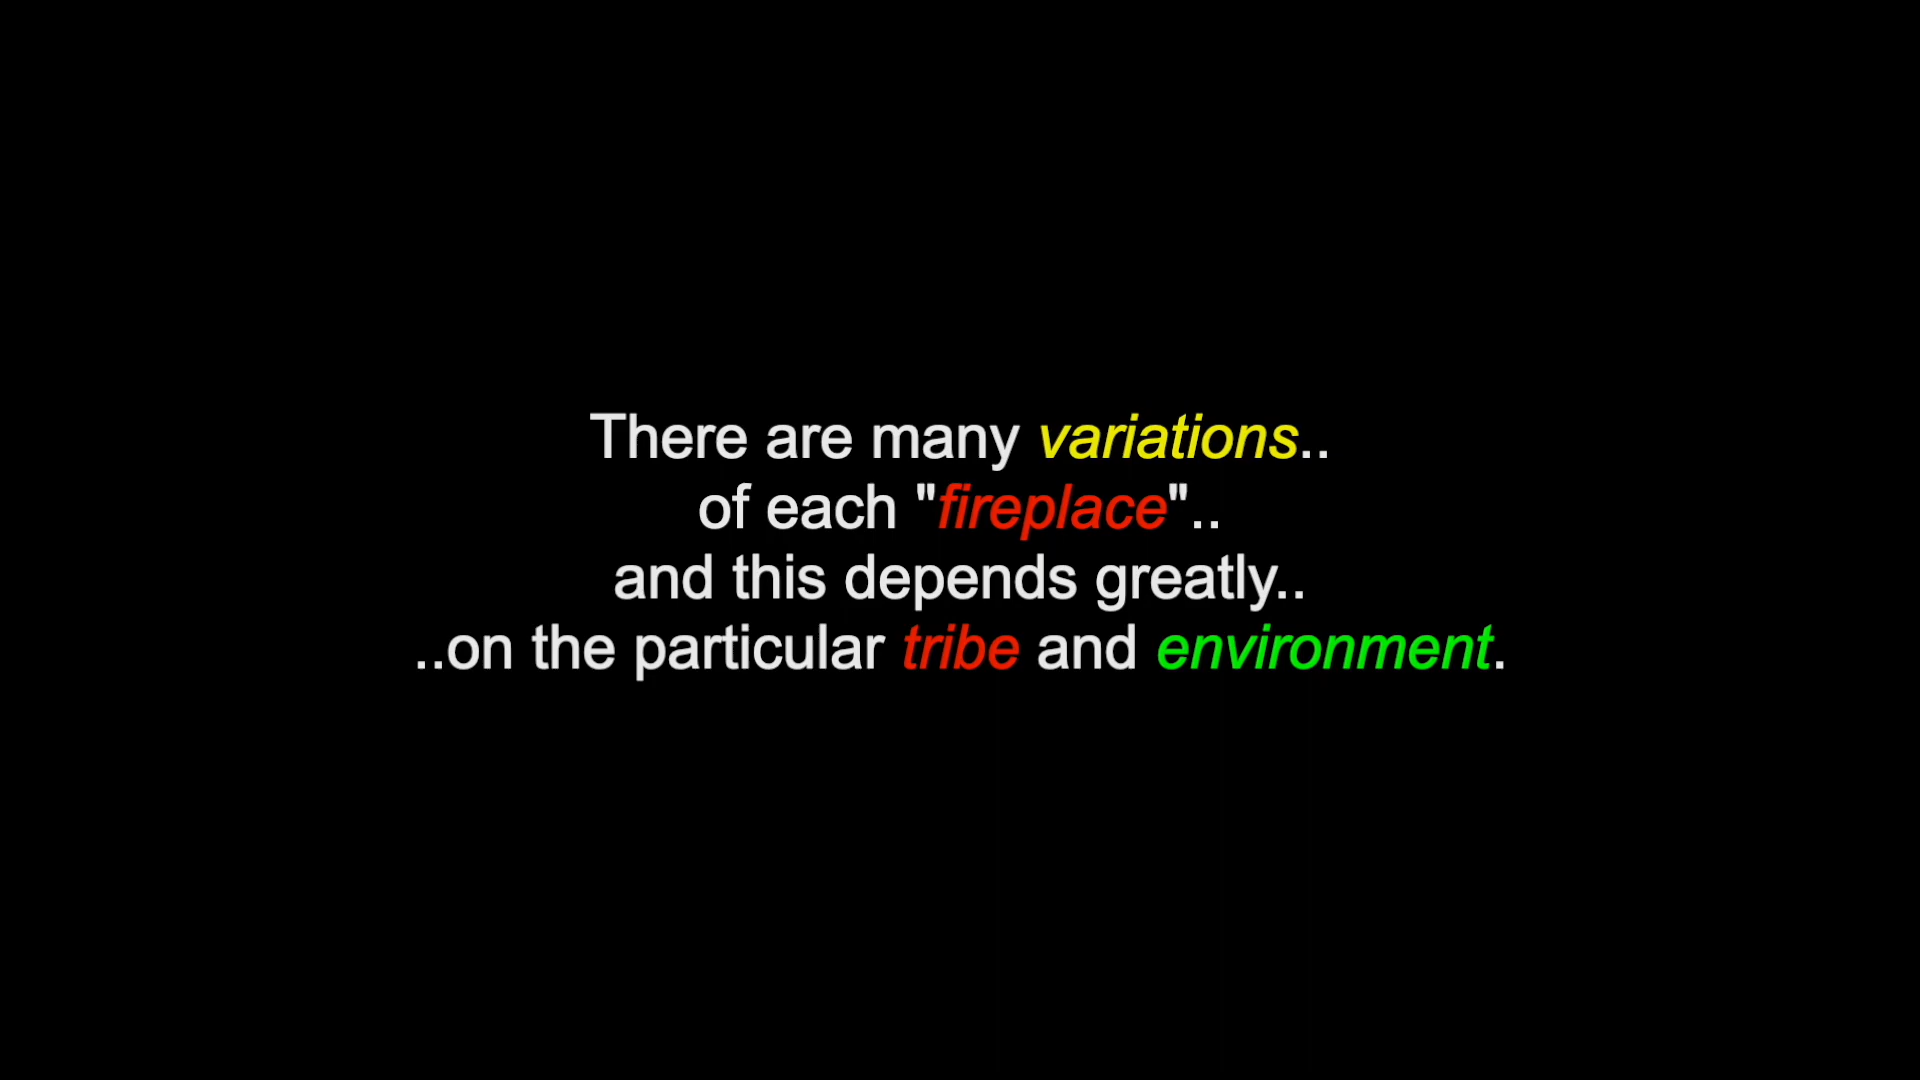 There are many variations..
of each "fireplace"..
and this depends greatly..
..on the particular tribe and environment.